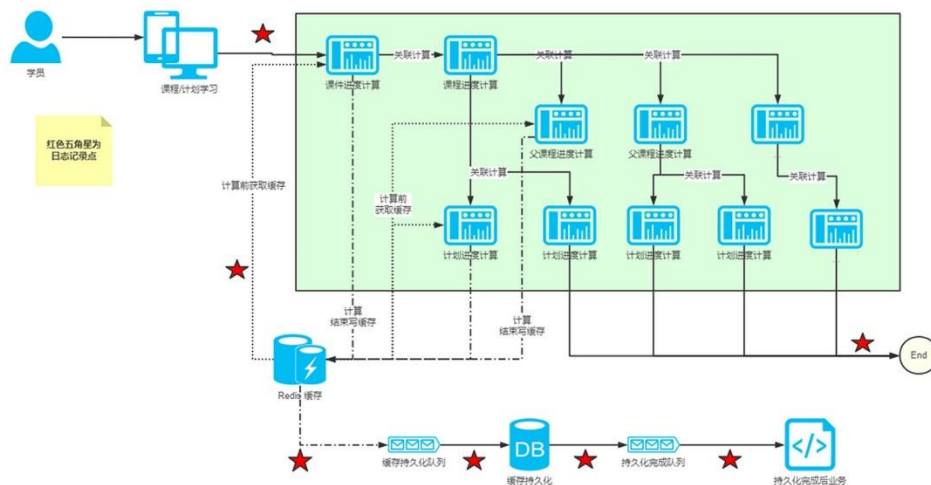 学员
课程/计划学习
红色五角星为
日志记录点
课件进度计算
关联计算
课程进度计算
关联计算
关联计算
关联计算
父课程进度计算
父课程进度计算
...
计算前获取缓存
计算前
获取缓存
关联计算
关联计算
关联计算
计划进度计算
计划进度计算
计划进度计算
计划进度计算
...
计算
结束写缓存
计算
结束写缓存
End
Redis 缓存
缓存持久化队列
DB
缓存持久化
持久化完成队列
</>
持久化完成后业务